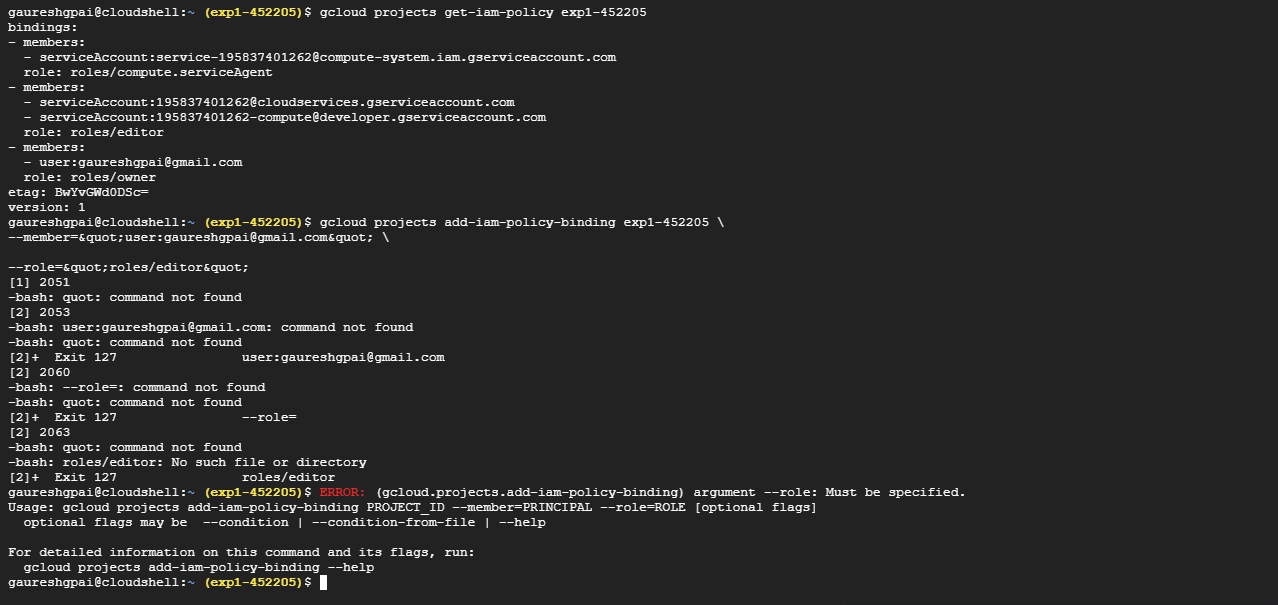 gaureshgpai@cloudshell:~ (exp1-452205)$ gcloud projects get-iam-policy exp1-452205
bindings:
- members:
  - serviceAccount:service-195837401262@compute-system.iam.gserviceaccount.com
  role: roles/compute.serviceAgent
- members:
  - serviceAccount:195837401262@cloudservices.gserviceaccount.com
  - serviceAccount:195837401262-compute@developer.gserviceaccount.com
  role: roles/editor
- members:
  - user:gaureshgpai@gmail.com
  role: roles/owner
etag: BwYvGWd0DSc=
version: 1
gaureshgpai@cloudshell:~ (exp1-452205)$ gcloud projects add-iam-policy-binding exp1-452205 \
--member=&quot;user:gaureshgpai@gmail.com&quot; \

--role=&quot;roles/editor&quot;
[1] 2051
-bash: quot: command not found
[2] 2053
-bash: user:gaureshgpai@gmail.com: command not found
-bash: quot: command not found
[2]+  Exit 127                user:gaureshgpai@gmail.com
[2] 2060
-bash: --role=: command not found
-bash: quot: command not found
[2]+  Exit 127                --role=
[2] 2063
-bash: quot: command not found
-bash: roles/editor: No such file or directory
[2]+  Exit 127                roles/editor
gaureshgpai@cloudshell:~ (exp1-452205)$ ERROR: (gcloud.projects.add-iam-policy-binding) argument --role: Must be specified.
Usage: gcloud projects add-iam-policy-binding PROJECT_ID --member=PRINCIPAL --role=ROLE [optional flags]
  optional flags may be  --condition | --condition-from-file | --help

For detailed information on this command and its flags, run:
  gcloud projects add-iam-policy-binding --help
gaureshgpai@cloudshell:~ (exp1-452205)$